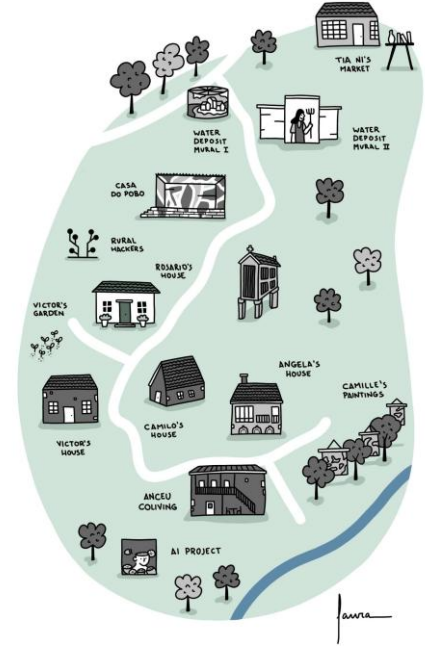 TIA NI'S
MARKET
WATER
DEPOSIT
MURAL I
WATER
DEPOSIT
MURAL II
CASA
DO POBO
RURAL
HACKERS
ROSARIO'S
HOUSE
VICTOR'S
GARDEN
ANGELA'S
HOUSE
CAMILLE'S
PAINTINGS
VICTOR'S
HOUSE
CAMILO'S
HOUSE
ANCEU
COLIVING
KTH
AI PROJECT
Laura